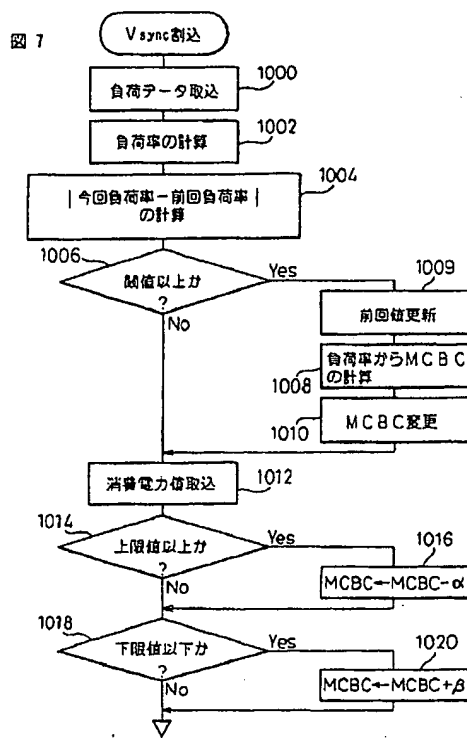 図 7
Vsync割込
1000
負荷データ取込
1002
負荷率の計算
1004
|今回負荷率−前回負荷率|
の計算
1006
閾値以上か
?
Yes
No
1009
前回値更新
負荷率からMCBC
の計算
1008
1010
MCBC変更
消費電力値取込
1012
1014
上限値以上か
?
Yes
No
1016
MCBC←MCBC−α
1018
下限値以下か
?
Yes
No
1020
MCBC←MCBC+β